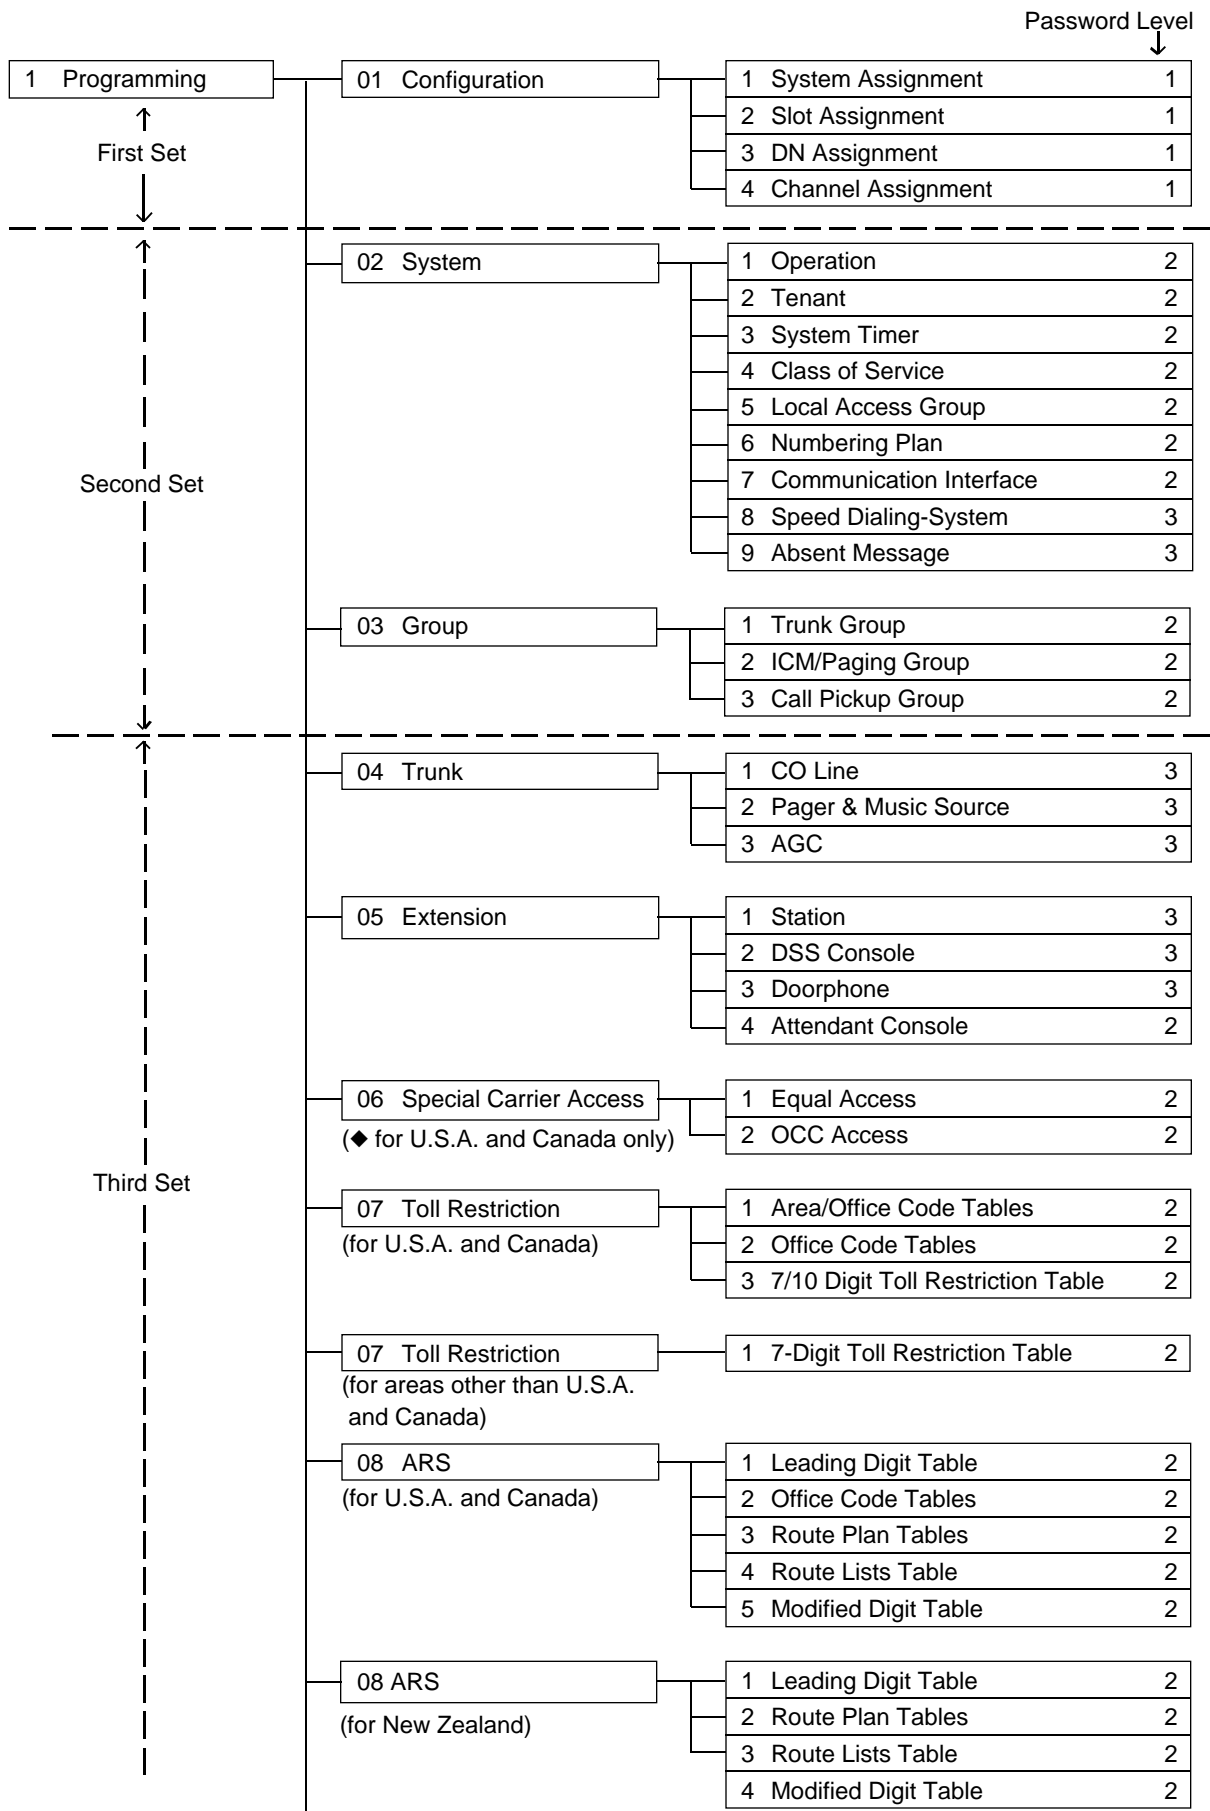 Password Level
1 Programming
01 Configuration
1 System Assignment 1
2 Slot Assignment 1
3 DN Assignment 1
4 Channel Assignment 1
First Set
02 System
1 Operation 2
2 Tenant 2
3 System Timer 2
4 Class of Service 2
5 Local Access Group 2
6 Numbering Plan 2
7 Communication Interface 2
8 Speed Dialing-System 3
9 Absent Message 3
Second Set
03 Group
1 Trunk Group 2
2 ICM/Paging Group 2
3 Call Pickup Group 2
04 Trunk
1 CO Line 3
2 Pager & Music Source 3
3 AGC 3
05 Extension
1 Station 3
2 DSS Console 3
3 Doorphone 3
4 Attendant Console 2
06 Special Carrier Access
(◆ for U.S.A. and Canada only)
1 Equal Access 2
2 OCC Access 2
Third Set
07 Toll Restriction
(for U.S.A. and Canada)
1 Area/Office Code Tables 2
2 Office Code Tables 2
3 7/10 Digit Toll Restriction Table 2
07 Toll Restriction
(for areas other than U.S.A.
and Canada)
1 7-Digit Toll Restriction Table 2
08 ARS
(for U.S.A. and Canada)
1 Leading Digit Table 2
2 Office Code Tables 2
3 Route Plan Tables 2
4 Route Lists Table 2
5 Modified Digit Table 2
08 ARS
(for New Zealand)
1 Leading Digit Table 2
2 Route Plan Tables 2
3 Route Lists Table 2
4 Modified Digit Table 2